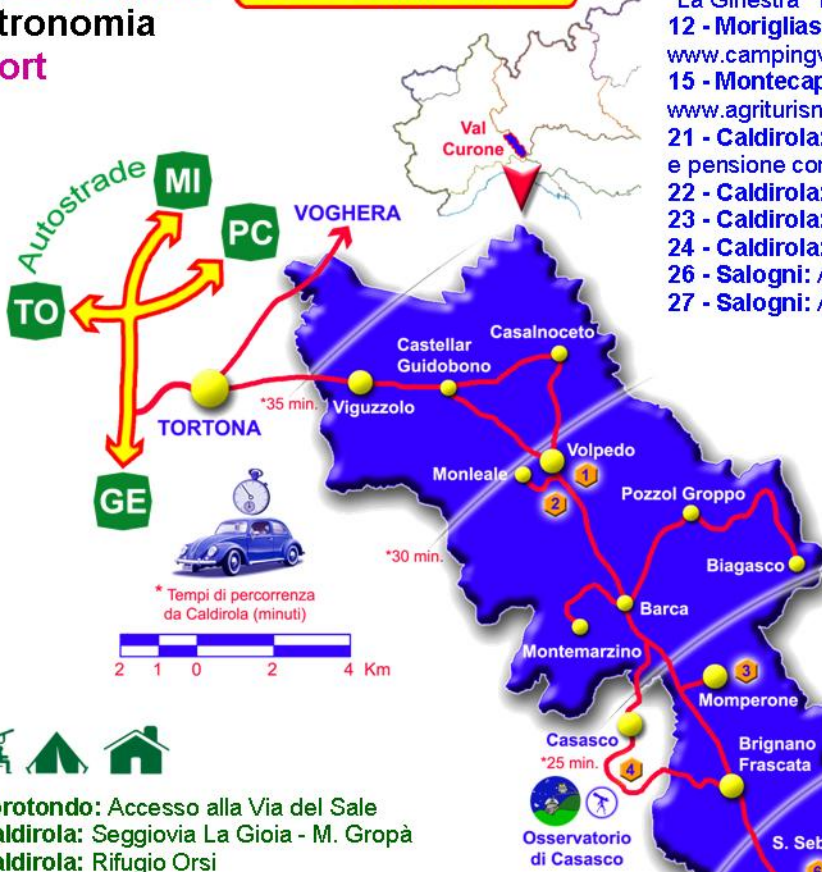 tronomia
ort
"La Ginestra"
12 - Moriglias
www.campingv
15 - Montecap
www.agriturism
21 - Caldirola:
e pensione con
22 - Caldirola:
23 - Caldirola:
24 - Caldirola:
26 - Salogni: A
27 - Salogni: A
Val
Curone
Autostrade
MI
PC
TO
GE
VOGHERA
TORTONA
*35 min.
Viguzzolo
Castellar
Guidobono
Casalnoceto
Volpedo
1
Monleale
2
Pozzol Groppo
*30 min.
Biagasco
Barca
Montemarzino
* Tempi di percorrenza
da Caldirola (minuti)
2 1 0 2 4 Km
3
Momperone
Casasco
*25 min.
4
Brignano
Frascata
Osservatorio
di Casasco
S. Seb
rotondo: Accesso alla Via del Sale
aldirola: Seggiovia La Gioia - M. Gropà
aldirola: Rifugio Orsi